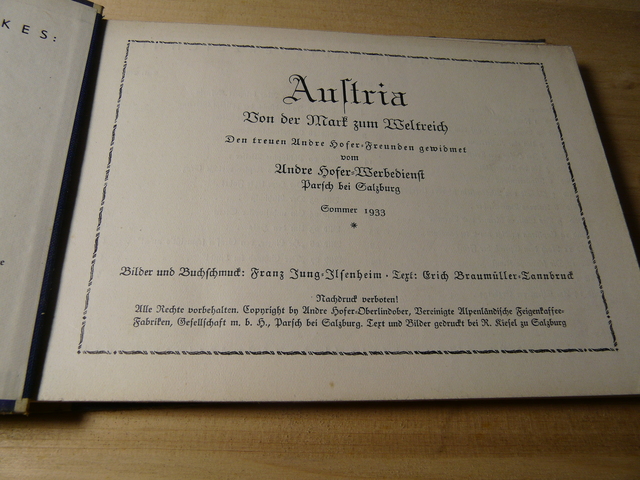 KES:
Auſtria
Von der Mark zum Weltreich
Den treuen Andre Hofer-Freunden gewidmet
vom
Andre Hofer-Werbedienſt
Parſch bei Salzburg
Sommer 1933
*
Bilder und Buchſchmuck: Franz Jung-Ilſenheim · Text: Erich Braumüller-Tannbruck
Nachdruck verboten!
Alle Rechte vorbehalten. Copyright by Andre Hofer-Oberlindober, Vereinigte Alpenländiſche Feigenkaffee-
Fabriken, Geſellſchaft m. b. H., Parſch bei Salzburg. Text und Bilder gedruckt bei R. Kieſel zu Salzburg